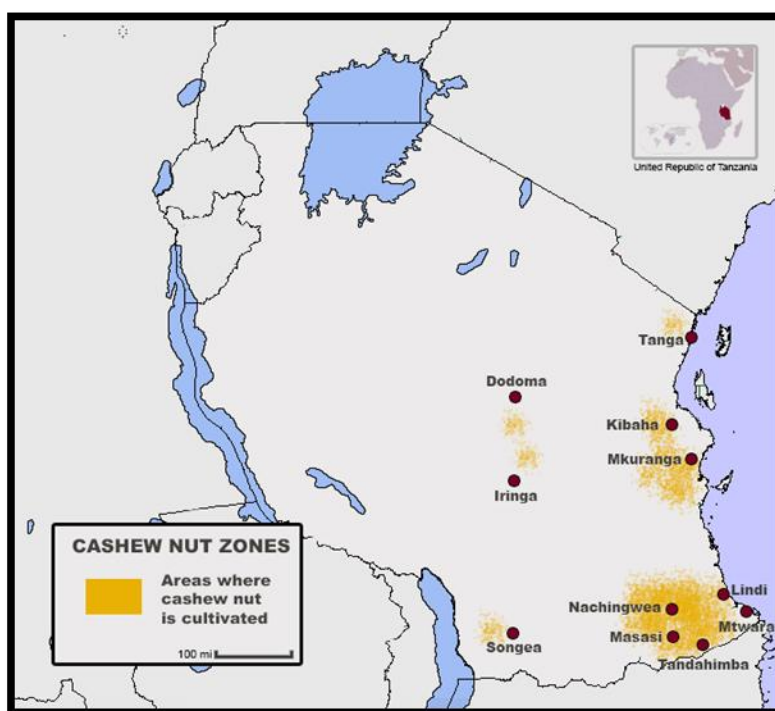 United Republic of Tanzania
Tanga
Dodoma
Kibaha
Mkuranga
Iringa
CASHEW NUT ZONES
Areas where
cashew nut
is cultivated
100 mi
Lindi
Nachingwea
Mtwara
Songea
Masasi
Tandahimba